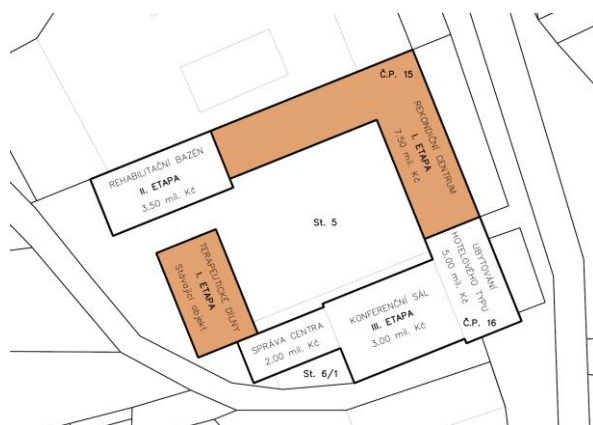 Č.P. 15
REKONDIČNÍ CENTRUM
I. ETAPA
7.50 mil. Kč
REHABILITAČNÍ BAZÉN
II. ETAPA
3.50 mil. Kč
St. 5
TERAPEUTICKÉ DÍLNY
I. ETAPA
Stávající objekt
UBYTOVÁNÍ
HOTELOVÉHO TYPU
5.00 mil. Kč
Č.P. 16
KONFERENČNÍ SÁL
III. ETAPA
3.00 mil. Kč
SPRÁVA CENTRA
2.00 mil. Kč
St. 6/1